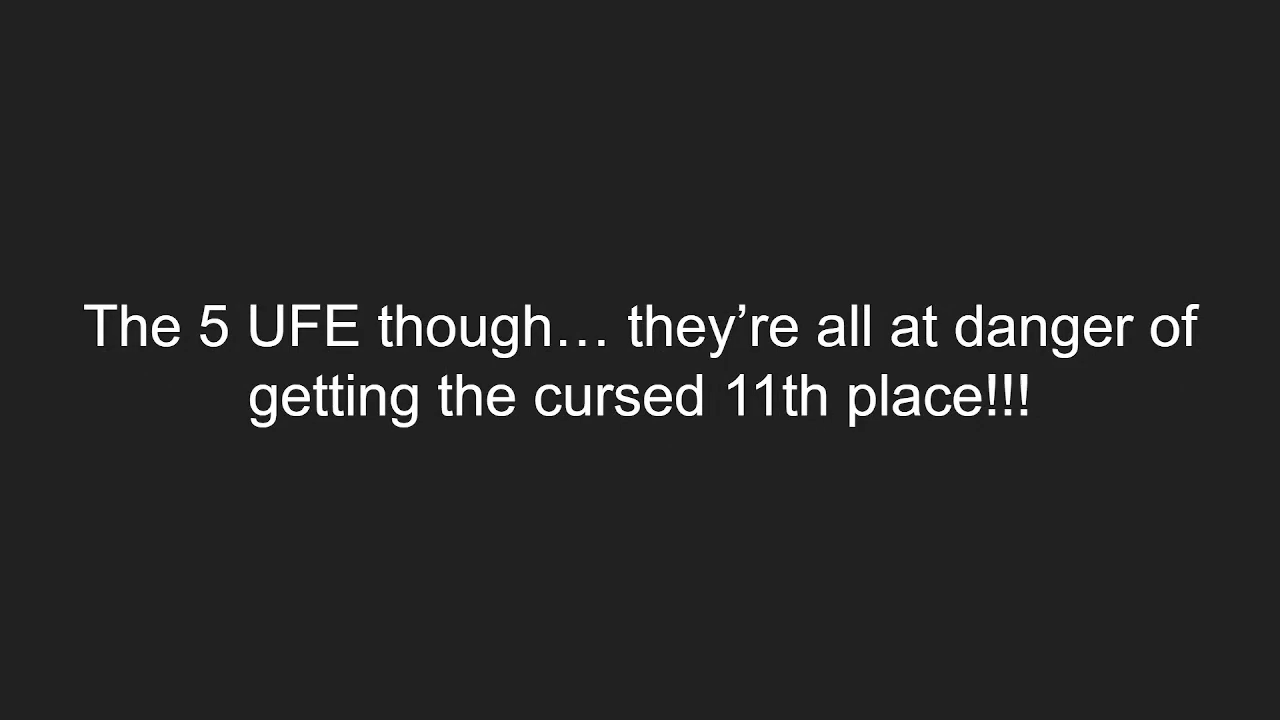 The 5 UFE though… they’re all at danger of
getting the cursed 11th place!!!